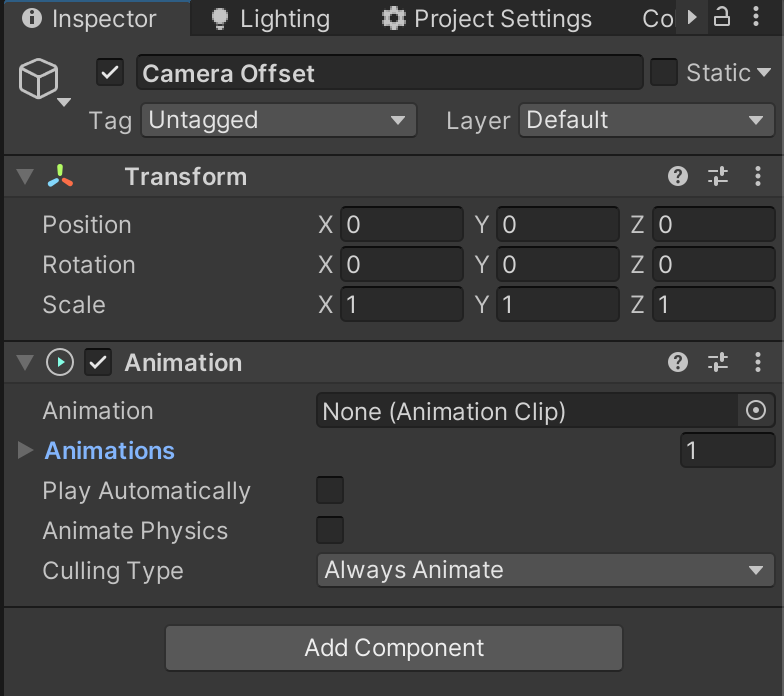 Inspector Lighting Project Settings Co
Camera Offset Static
Tag Untagged Layer Default
Transform
Position X 0 Y 0 Z 0
Rotation X 0 Y 0 Z 0
Scale X 1 Y 1 Z 1
Animation
Animation None (Animation Clip)
Animations 1
Play Automatically
Animate Physics
Culling Type Always Animate
Add Component